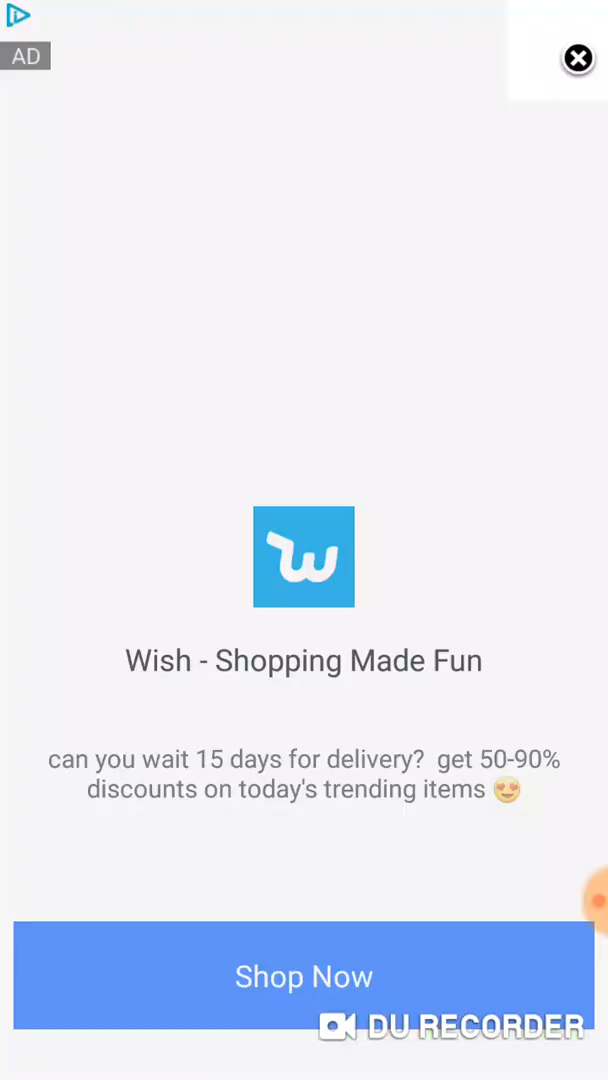 AD
Wish - Shopping Made Fun
can you wait 15 days for delivery?  get 50-90%
discounts on today's trending items 😍
Shop Now
DU RECORDER